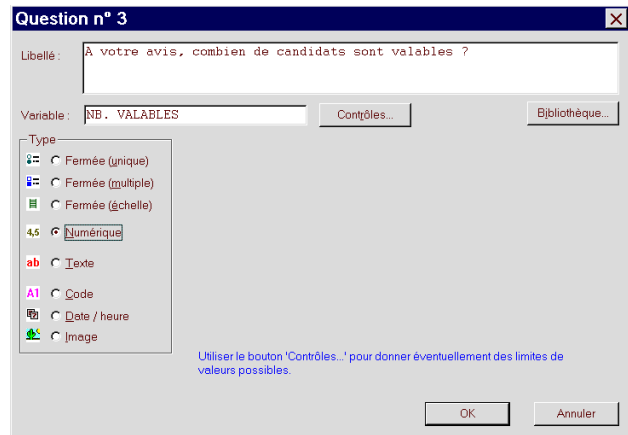 Question nº 3
Libellé :
A votre avis, combien de candidats sont valables ?
Variable : NB. VALABLES Contrôles... Bibliothèque...
Type
Fermée (unique)
Fermée (multiple)
Fermée (échelle)
4,5 Numérique
ab Texte
A1 Code
Date / heure
Image
Utiliser le bouton 'Contrôles...' pour donner éventuellement des limites de
valeurs possibles.
OK Annuler